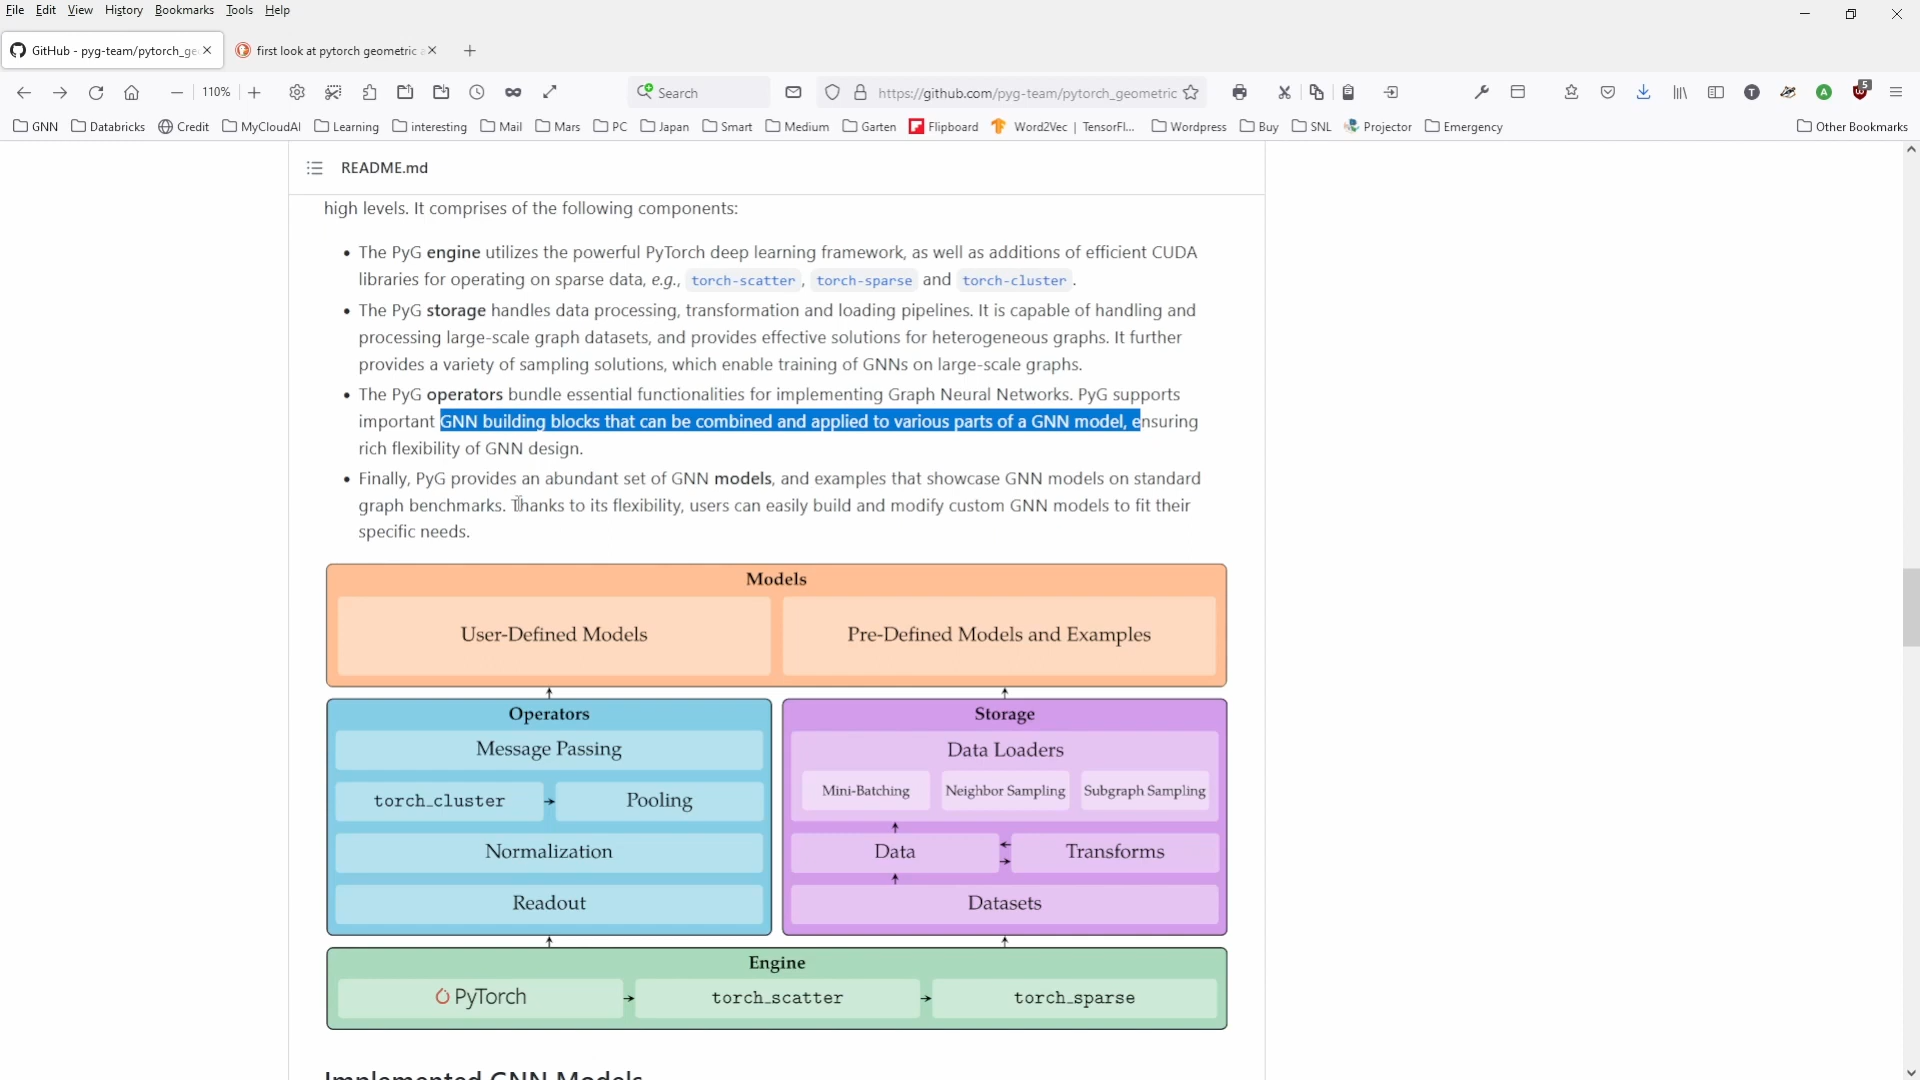 File Edit View History Bookmarks Tools Help
GitHub - pyg-team/pytorch_ge
first look at pytorch geometric
110%
Search
https://github.com/pyg-team/pytorch_geometric
T
A
5
GNN Databricks Credit MyCloudAI Learning interesting Mail Mars PC Japan Smart Medium Garten Flipboard Word2Vec | TensorFl... Wordpress Buy SNL Projector Emergency Other Bookmarks
README.md
high levels. It comprises of the following components:
• The PyG engine utilizes the powerful PyTorch deep learning framework, as well as additions of efficient CUDA
libraries for operating on sparse data, e.g., torch-scatter, torch-sparse and torch-cluster.
• The PyG storage handles data processing, transformation and loading pipelines. It is capable of handling and
processing large-scale graph datasets, and provides effective solutions for heterogeneous graphs. It further
provides a variety of sampling solutions, which enable training of GNNs on large-scale graphs.
• The PyG operators bundle essential functionalities for implementing Graph Neural Networks. PyG supports
important GNN building blocks that can be combined and applied to various parts of a GNN model, ensuring
rich flexibility of GNN design.
• Finally, PyG provides an abundant set of GNN models, and examples that showcase GNN models on standard
graph benchmarks. Thanks to its flexibility, users can easily build and modify custom GNN models to fit their
specific needs.
Models
User-Defined Models
Pre-Defined Models and Examples
Operators
Message Passing
torch_cluster
Pooling
Normalization
Readout
Storage
Data Loaders
Mini-Batching
Neighbor Sampling
Subgraph Sampling
Data
Transforms
Datasets
Engine
PyTorch
torch_scatter
torch_sparse
Implemented GNN Models